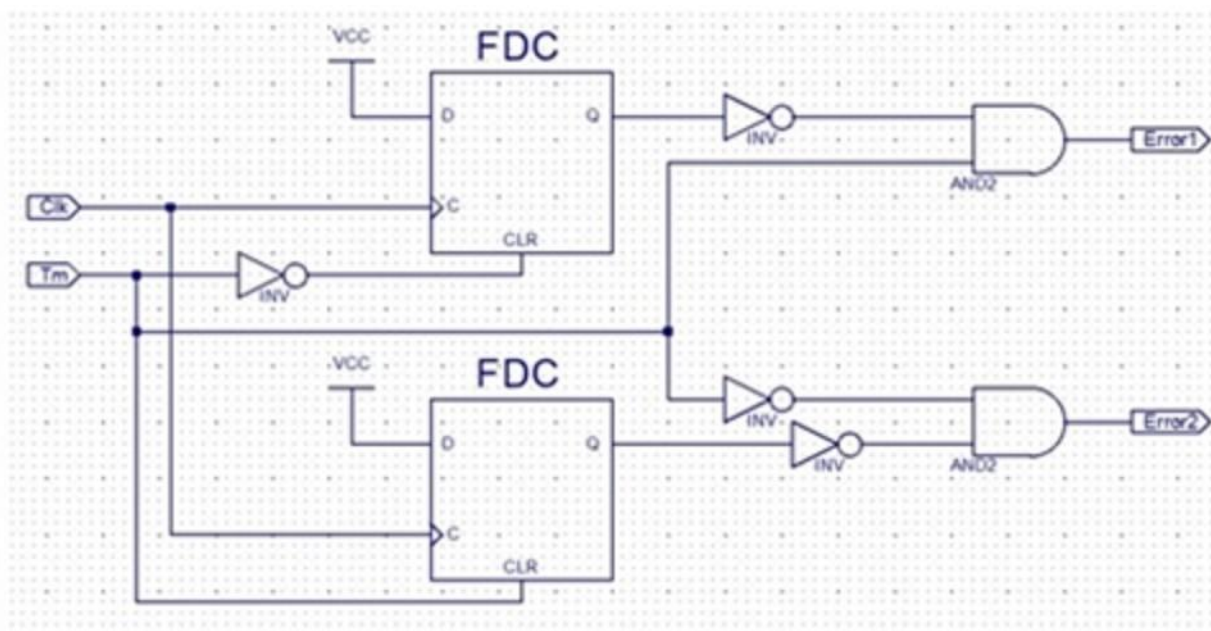 VCC
FDC
D
Q
INV
AND2
Error1
Clk
C
CLR
Tm
INV
VCC
FDC
D
Q
INV
INV
AND2
Error2
C
CLR